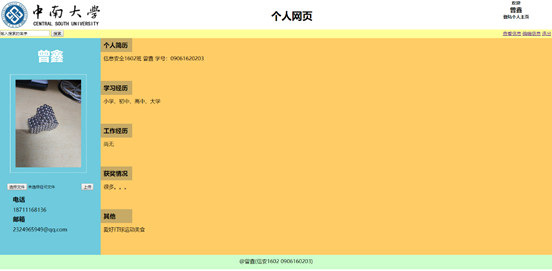 中南大学
CENTRAL SOUTH UNIVERSITY
个人网页
欢迎
曾鑫
登陆个人主页
输入搜索的条件 搜索
查看信息 编辑信息 退出
曾鑫
选择文件 未选择任何文件 上传
电话
18711168136
邮箱
2324965949@qq.com
个人简历
信息安全1602班 曾鑫 学号：09061620203
学习经历
小学、初中、高中、大学
工作经历
尚无
获奖情况
很多。。。
其他
爱好打球运动美食
@曾鑫(信安1602 0906160203)